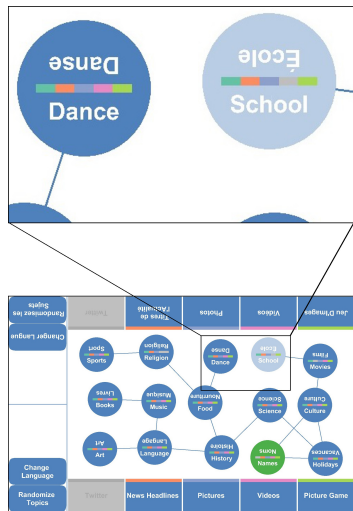 Danse
Dance
École
School
Randomisez les
Sujets
Twitter
Titres de
l'Actualité
Photos
Videos
Jeu D'Images
Changer Langue
Sport
Sports
Religion
Religion
Danse
Dance
École
School
Films
Movies
Livres
Books
Musique
Music
Nourriture
Food
Science
Science
Culture
Culture
Art
Art
Langage
Language
Histoire
History
Noms
Names
Vacances
Holidays
Change
Language
Randomize
Topics
Twitter
News Headlines
Pictures
Videos
Picture Game